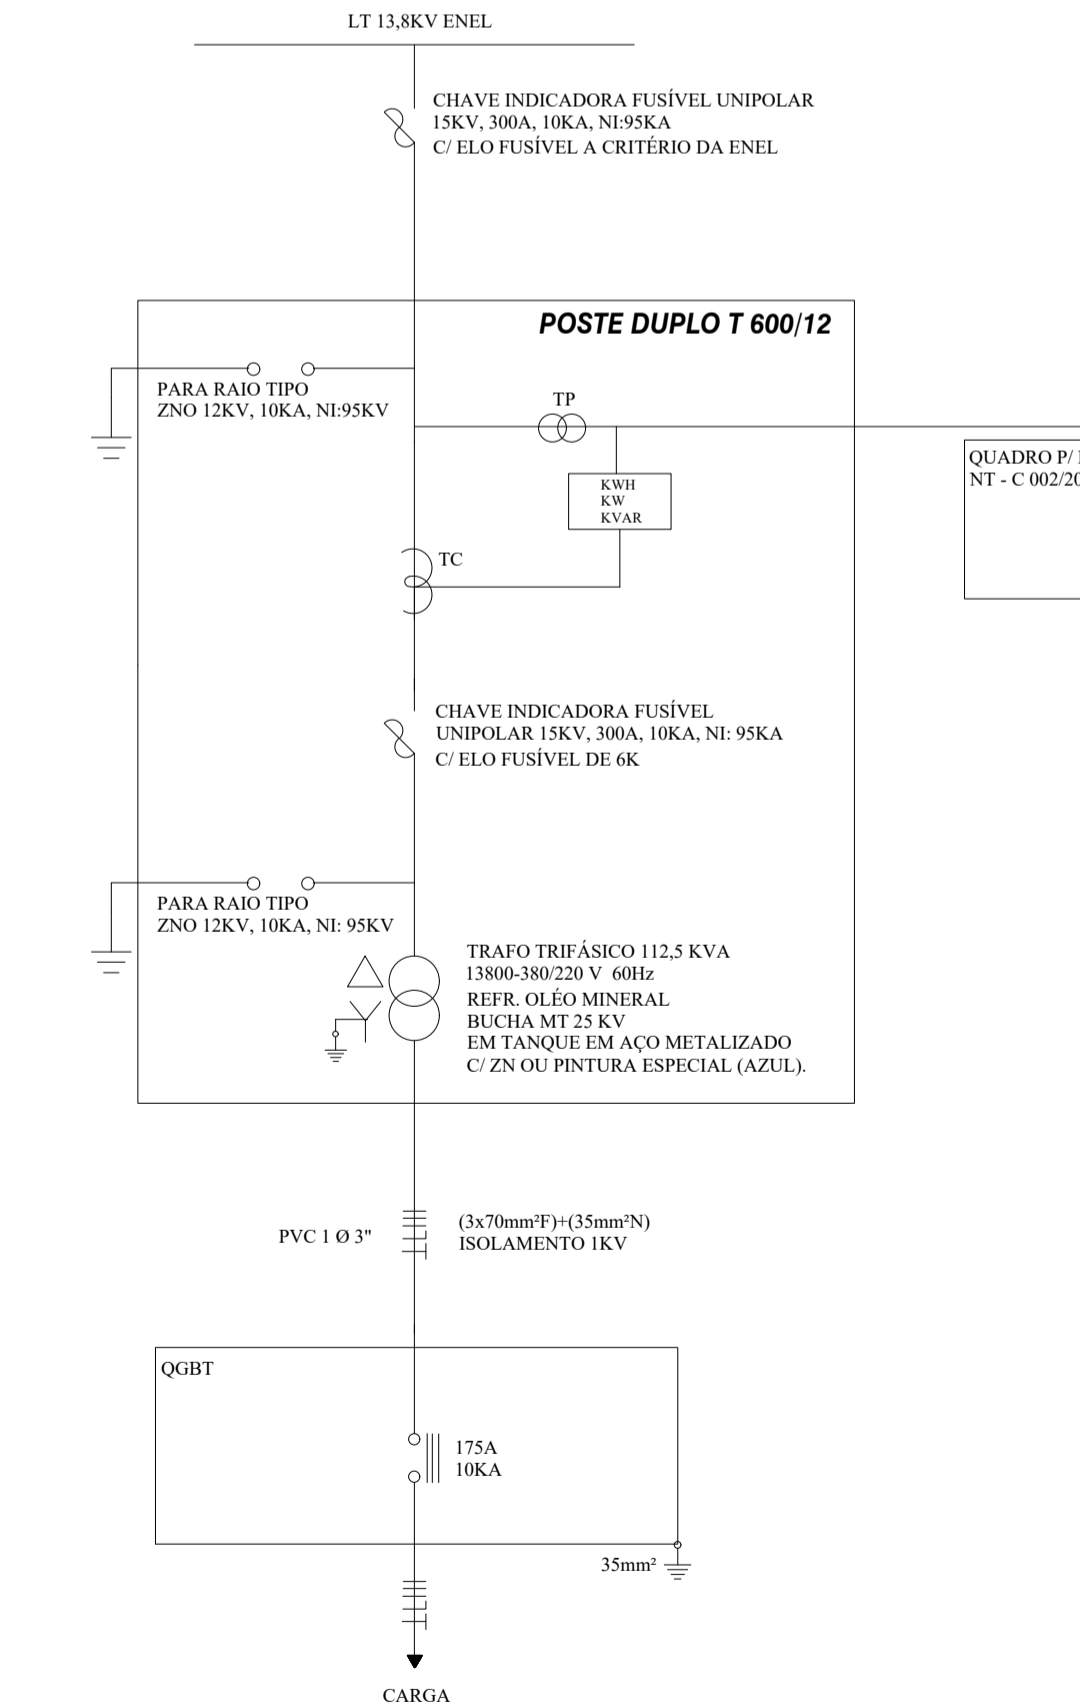 LT 13,8KV ENEL
CHAVE INDICADORA FUSÍVEL UNIPOLAR
15KV, 300A, 10KA, NI:95KA
C/ ELO FUSÍVEL A CRITÉRIO DA ENEL
POSTE DUPLO T 600/12
PARA RAIO TIPO
ZNO 12KV, 10KA, NI:95KV
TP
QUADRO P/
NT - C 002/20
KWH
KW
KVAR
TC
CHAVE INDICADORA FUSÍVEL
UNIPOLAR 15KV, 300A, 10KA, NI: 95KA
C/ ELO FUSÍVEL DE 6K
PARA RAIO TIPO
ZNO 12KV, 10KA, NI: 95KV
TRAFO TRIFÁSICO 112,5 KVA
13800-380/220 V 60Hz
REFR. OLÉO MINERAL
BUCHA MT 25 KV
EM TANQUE EM AÇO METALIZADO
C/ ZN OU PINTURA ESPECIAL (AZUL).
PVC 1 Ø 3"
(3x70mm²F)+(35mm²N)
ISOLAMENTO 1KV
QGBT
175A
10KA
35mm²
CARGA